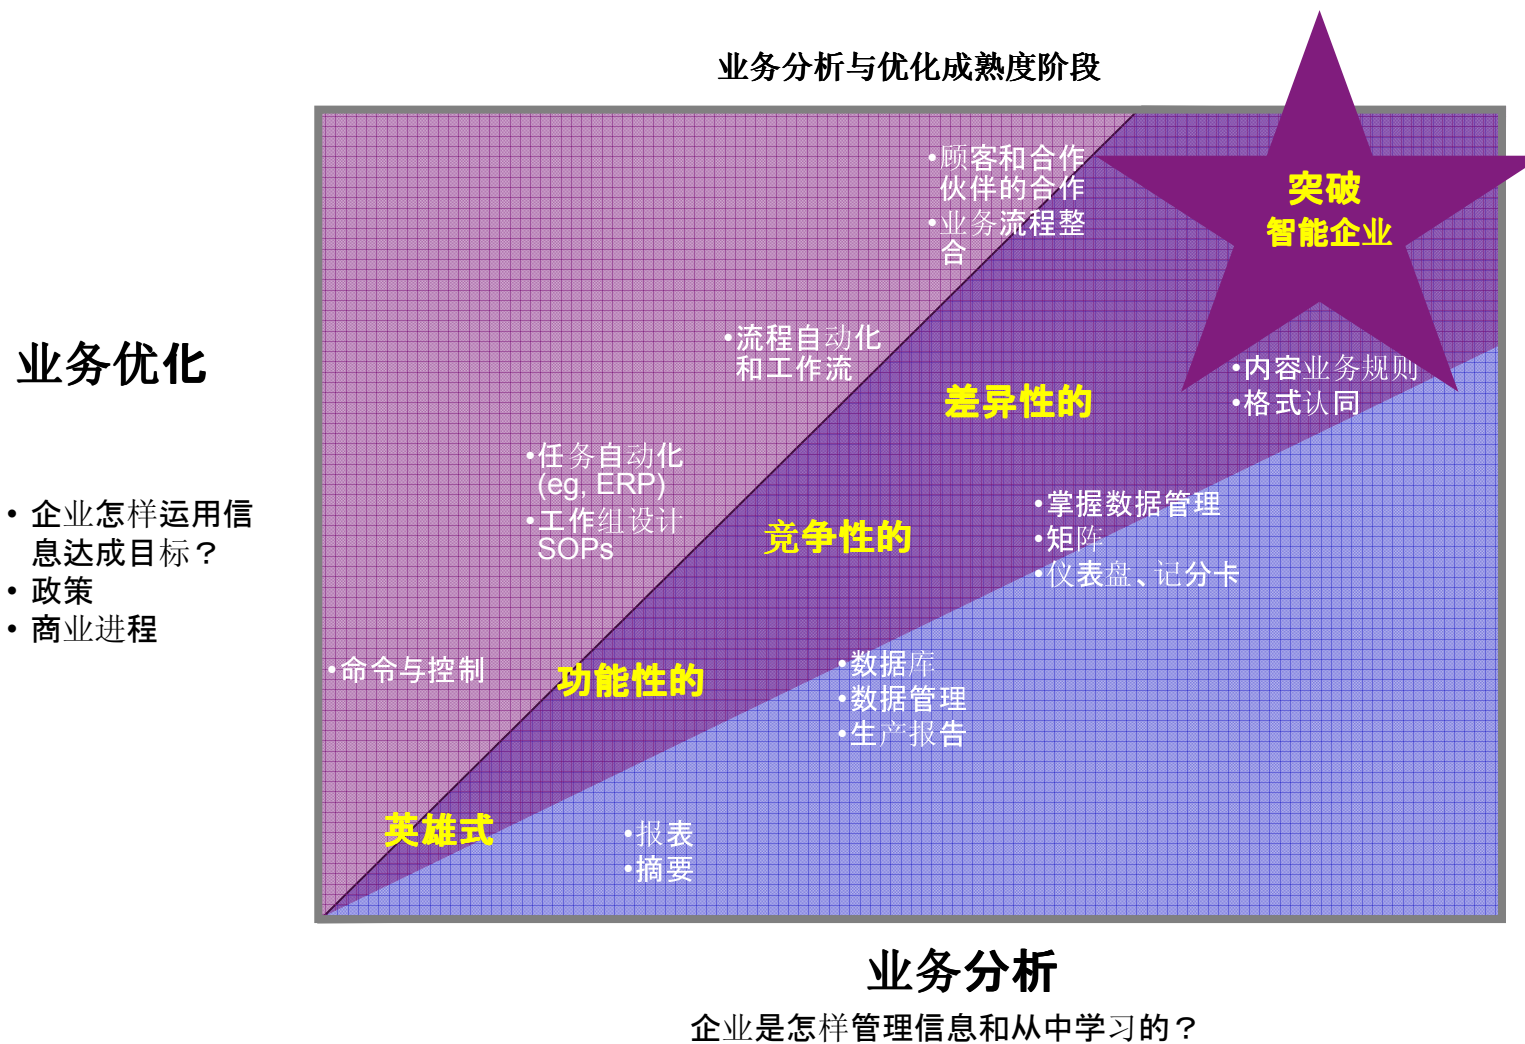 业务分析与优化成熟度阶段
•顾客和合作
伙伴的合作
•业务流程整
合
突破
智能企业
业务优化
•流程自动化
和工作流
•内容业务规则
•格式认同
差异性的
•任务自动化
(eg, ERP)
•工作组设计
SOPs
•掌握数据管理
•矩阵
•仪表盘、记分卡
竞争性的
• 企业怎样运用信
息达成目标？
• 政策
• 商业进程
•命令与控制
功能性的
•数据库
•数据管理
•生产报告
英雄式
•报表
•摘要
业务分析
企业是怎样管理信息和从中学习的？